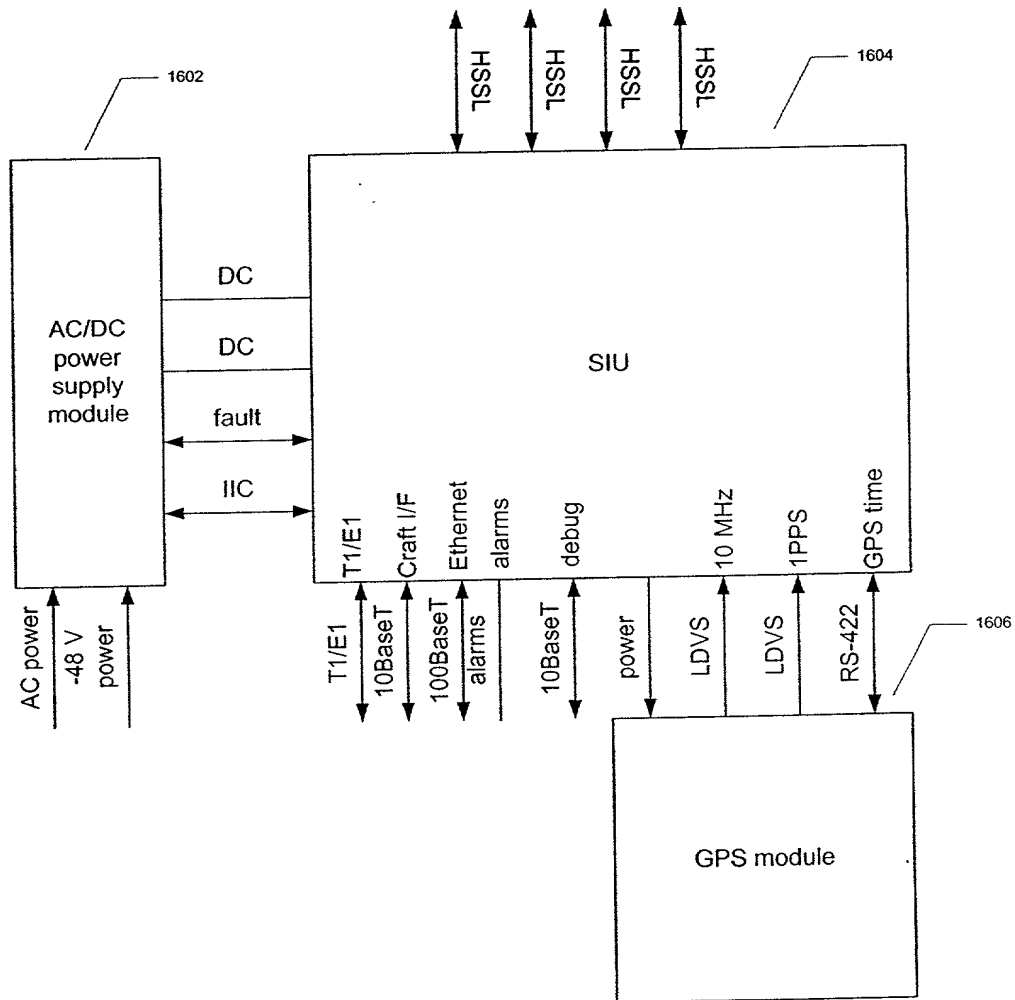 HSSL
HSSL
HSSL
HSSL
1602
1604
AC/DC
power
supply
module
DC
DC
fault
IIC
SIU
T1/E1
Craft I/F
Ethernet
alarms
debug
10 MHz
1PPS
GPS time
AC power
-48 V
power
T1/E1
10BaseT
100BaseT
alarms
10BaseT
power
LDVS
LDVS
RS-422
1606
GPS module